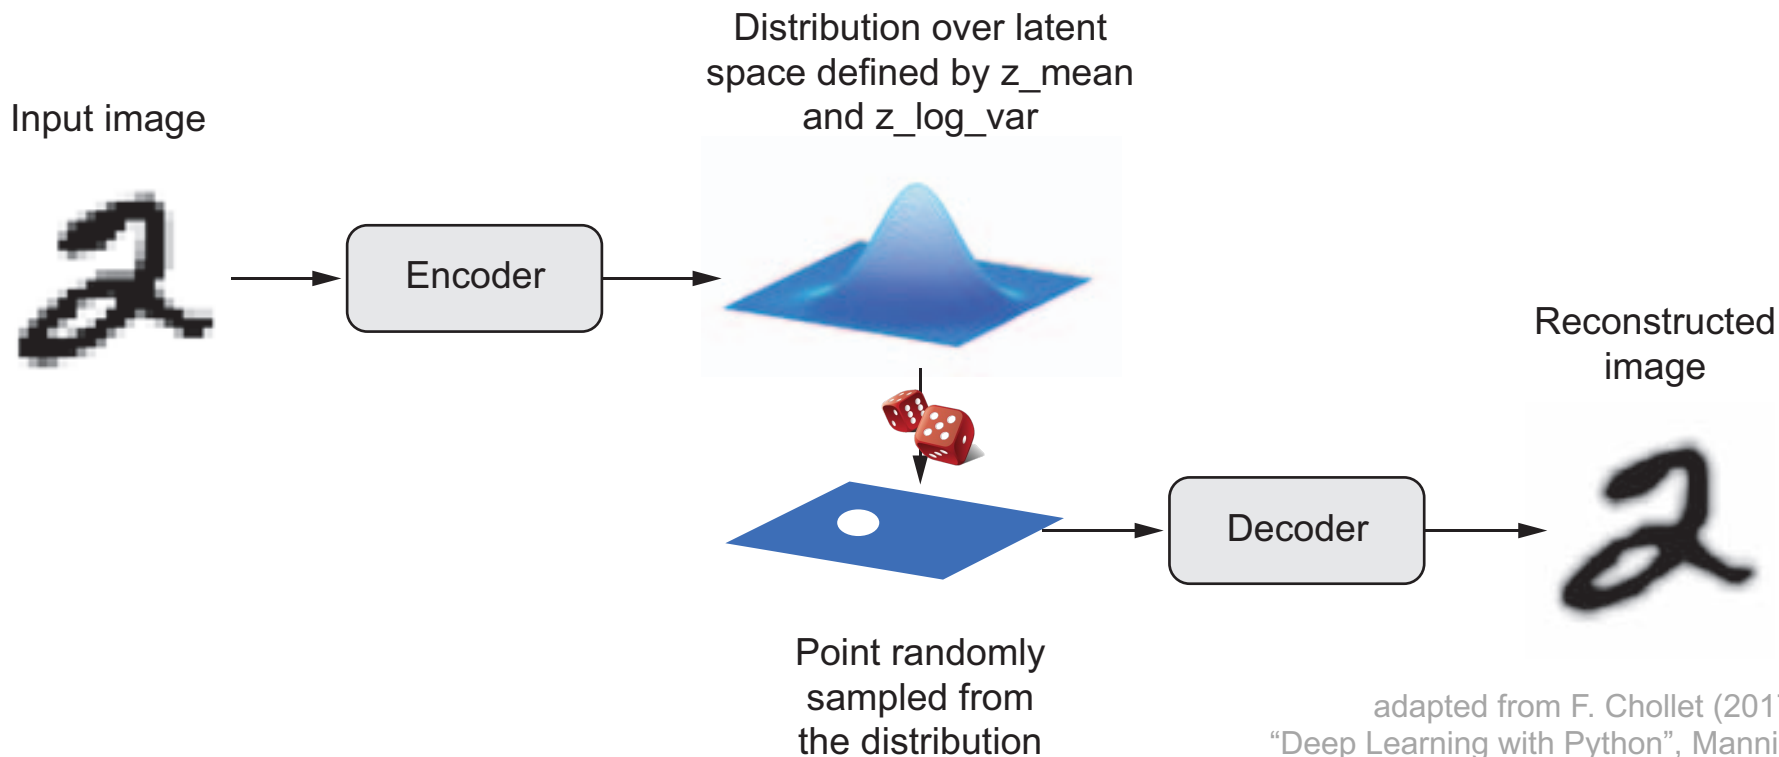 Distribution over latent
space defined by z_mean
and z_log_var
Input image
Encoder
Reconstructed
image
Decoder
Point randomly
sampled from
the distribution
adapted from F. Chollet (2017
“Deep Learning with Python”,